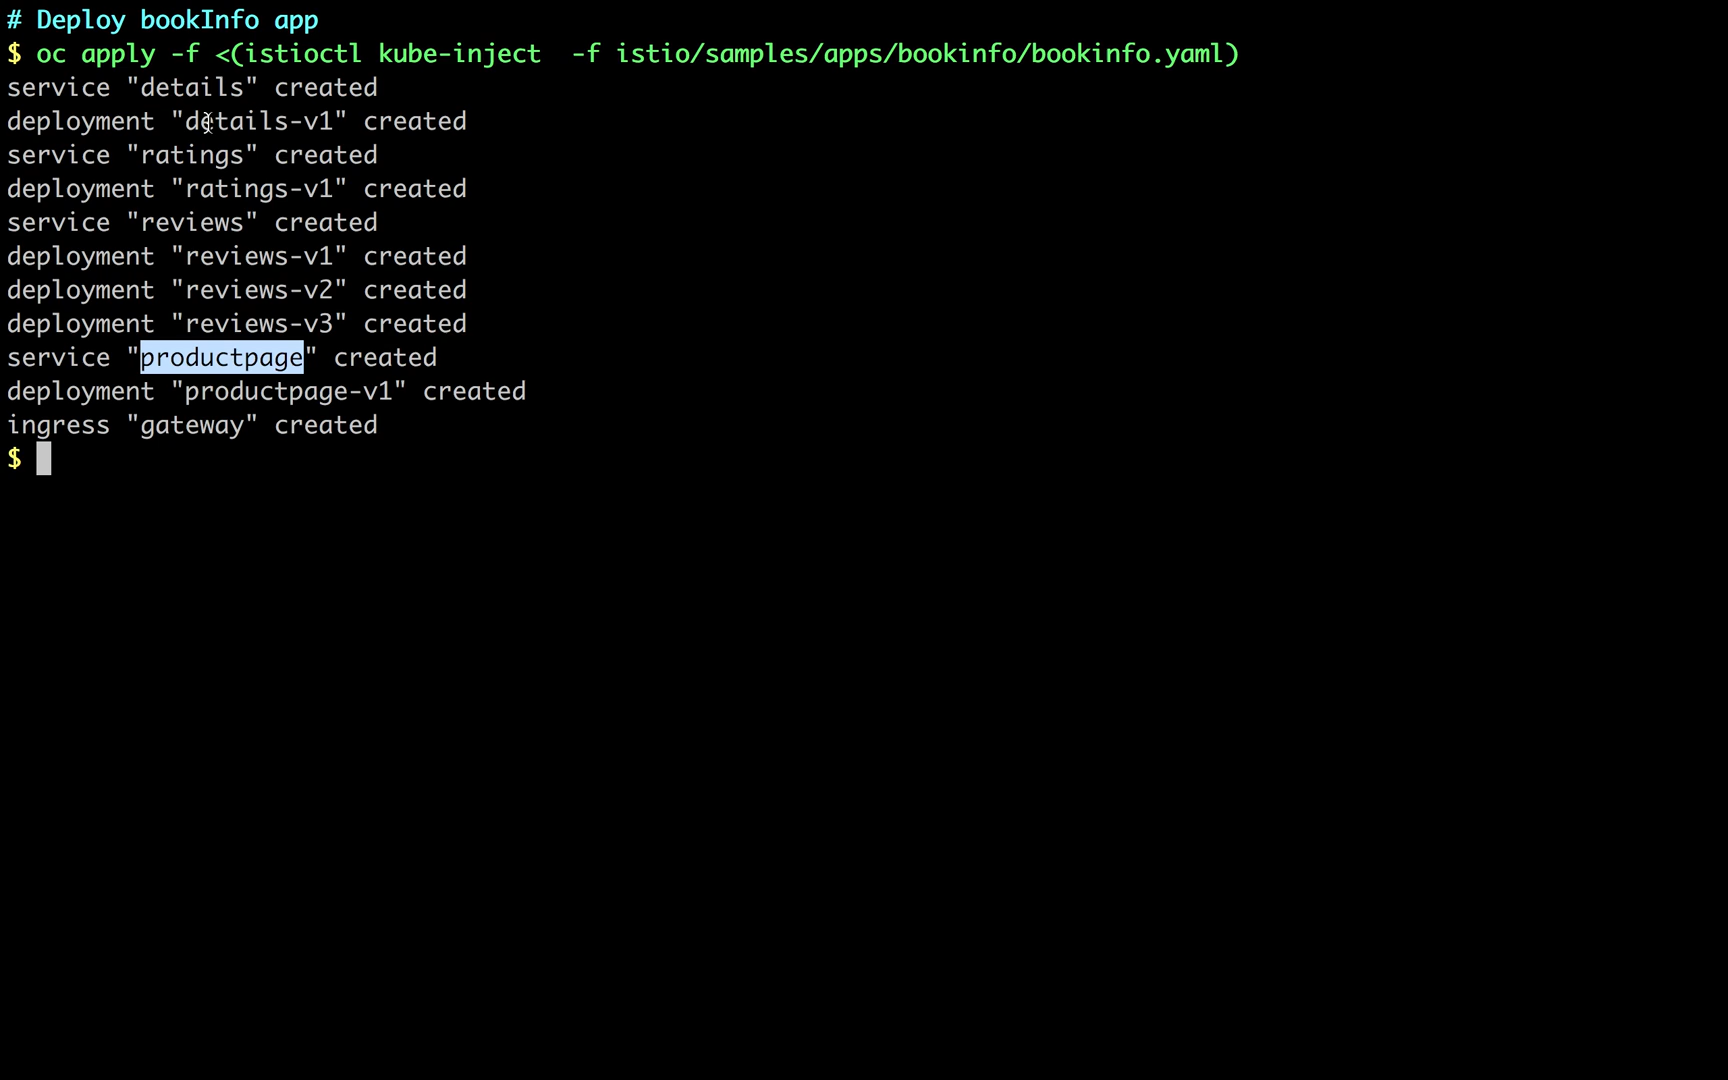 # Deploy bookInfo app
$ oc apply -f <(istioctl kube-inject  -f istio/samples/apps/bookinfo/bookinfo.yaml)
service "details" created
deployment "details-v1" created
service "ratings" created
deployment "ratings-v1" created
service "reviews" created
deployment "reviews-v1" created
deployment "reviews-v2" created
deployment "reviews-v3" created
service "productpage" created
deployment "productpage-v1" created
ingress "gateway" created
$